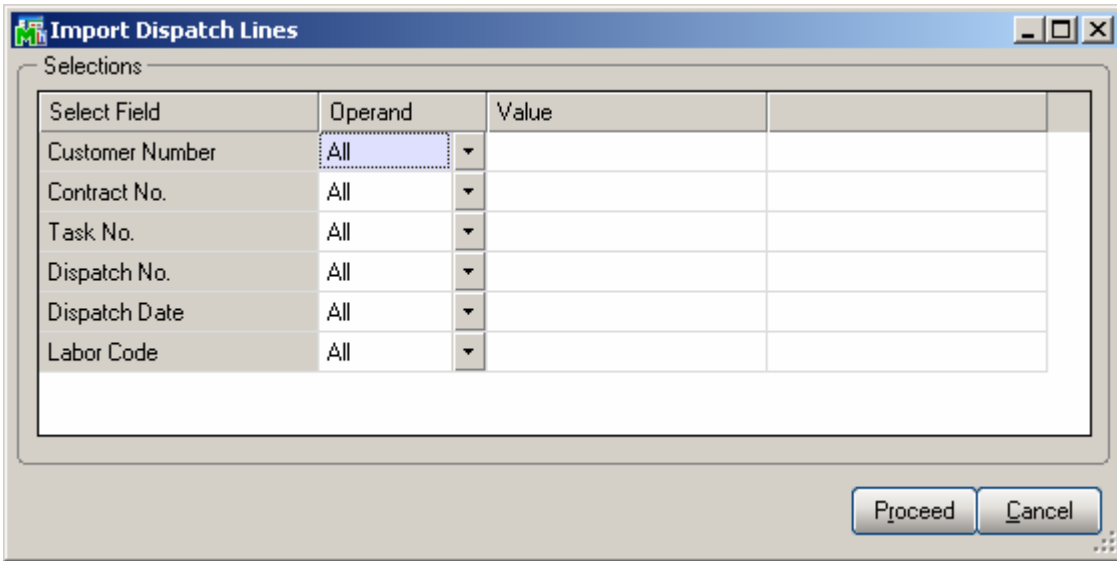 Import Dispatch Lines
Selections
Select Field Operand Value
Customer Number All
Contract No. All
Task No. All
Dispatch No. All
Dispatch Date All
Labor Code All
Proceed Cancel